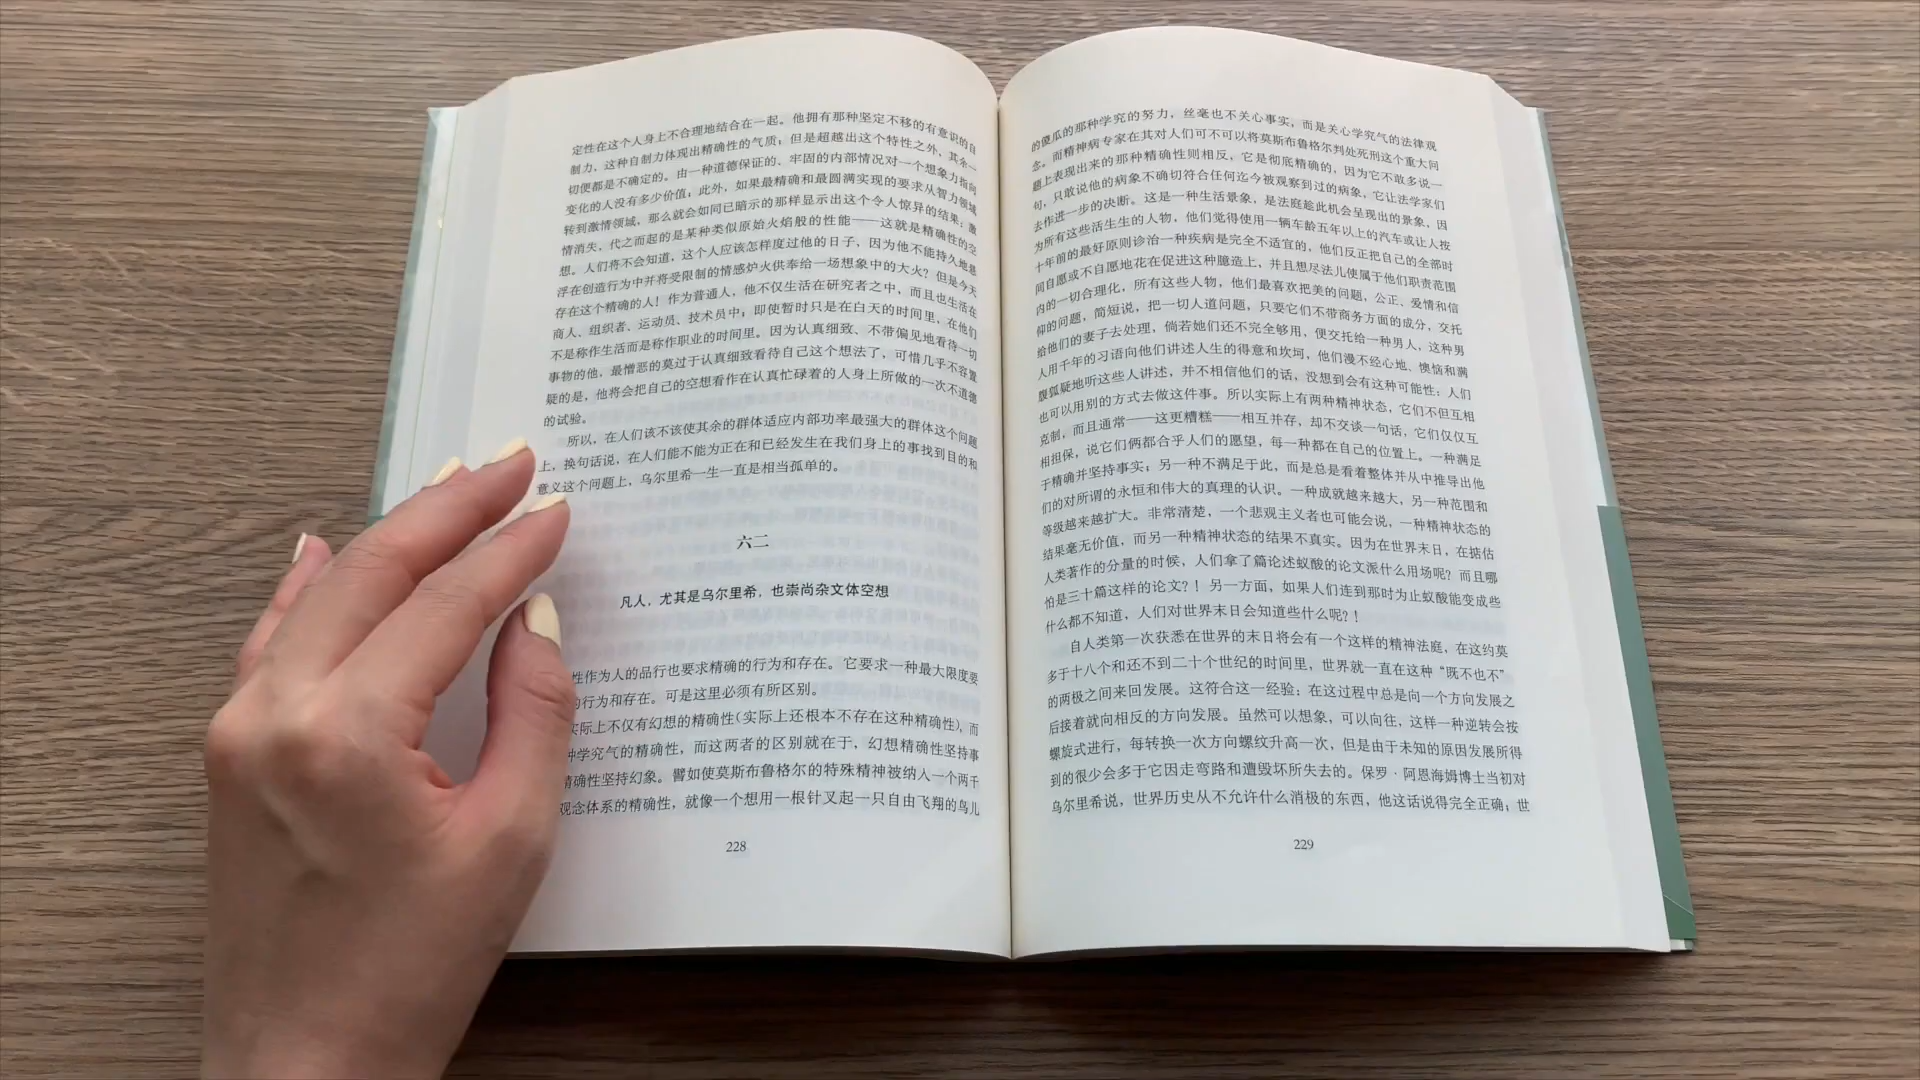 定性在这个人身上不合理地结合在一起。他拥有那种坚定不移的有意识的自
制力，这种自制力体现出精确性的气质；但是超越出这个特性之外，其余一
切便都是不确定的。由一种道德保证的、牢固的内部情况对一个想象力指向
变化的人没有多少价值；此外，如果最精确和最圆满实现的要求从智力领域
转到激情领域，那么就会如同已暗示的那样显示出这个令人惊异的结果：激
情消失，代之而起的是某种类似原始火焰般的性能——这就是精确性的空
想。人们将不会知道，这个人应该怎样度过他的日子，因为他不能持久地悬
浮在创造行为中并将受限制的情感炉火供奉给一场想象中的大火？但是今天
存在这个精确的人！作为普通人，他不仅生活在研究者之中，而且也生活在
商人、组织者、运动员、技术员中；即使暂时只是在白天的时间里，在他们
不是称作生活而是称作职业的时间里。因为认真细致、不带偏见地看待一切
事物的他，最憎恶的莫过于认真细致看待自己这个想法了，可惜几乎不容置
疑的是，他将会把自己的空想看作在认真忙碌着的人身上所做的一次不道德
的试验。
所以，在人们该不该使其余的群体适应内部功率最强大的群体这个问题
上，换句话说，在人们能不能为正在和已经发生在我们身上的事找到目的和
意义这个问题上，乌尔里希一生一直是相当孤单的。
六二
凡人，尤其是乌尔里希，也崇尚杂文体空想
性作为人的品行也要求精确的行为和存在。它要求一种最大限度要
的行为和存在。可是这里必须有所区别。
实际上不仅有幻想的精确性（实际上还根本不存在这种精确性），而
种学究气的精确性，而这两者的区别就在于，幻想精确性坚持事
精确性坚持幻象。譬如使莫斯布鲁格尔的特殊精神被纳入一个两千
观念体系的精确性，就像一个想用一根针叉起一只自由飞翔的鸟儿
228
的傻瓜的那种学究的努力，丝毫也不关心事实，而是关心学究气的法律观
念。而精神病专家在其对人们可不可以将莫斯布鲁格尔判处死刑这个重大问
题上表现出来的那种精确性则相反，它是彻底精确的，因为它不敢多说一
句，只敢说他的病象不确切符合任何迄今被观察到过的病象，它让法学家们
去作进一步的决断。这是一种生活景象，是法庭趁此机会呈现出的景象，因
为所有这些活生生的人物，他们觉得使用一辆车龄五年以上的汽车或让人按
十年前的最好原则诊治一种疾病是完全不适宜的，他们反正把自己的全部时
间自愿或不自愿地花在促进这种臆造上，并且想尽法儿使属于他们职责范围
内的一切合理化，所有这些人物，他们最喜欢把美的问题，公正、爱情和信
仰的问题，简短说，把一切人道问题，只要它们不带商务方面的成分，交托
给他们的妻子去处理，倘若她们还不完全够用，便交托给一种男人，这种男
人用千年的习语向他们讲述人生的得意和坎坷，他们漫不经心地、懊恼和满
腹狐疑地听这些人讲述，并不相信他们的话，没想到会有这种可能性：人们
也可以用别的方式去做这件事。所以实际上有两种精神状态，它们不但互相
克制，而且通常——这更糟糕——相互并存，却不交谈一句话，它们仅仅互
相担保，说它们俩都合乎人们的愿望，每一种都在自己的位置上。一种满足
于精确并坚持事实；另一种不满足于此，而是总是看着整体并从中推导出他
们的对所谓的永恒和伟大的真理的认识。一种成就越来越大，另一种范围和
等级越来越扩大。非常清楚，一个悲观主义者也可能会说，一种精神状态的
结果毫无价值，而另一种精神状态的结果不真实。因为在世界末日，在掂估
人类著作的分量的时候，人们拿了篇论述蚁酸的论文派什么用场呢？而且哪
怕是三十篇这样的论文？！另一方面，如果人们连到那时为止蚁酸能变成些
什么都不知道，人们对世界末日会知道些什么呢？！
自人类第一次获悉在世界的末日将会有一个这样的精神法庭，在这约莫
多于十八个和还不到二十个世纪的时间里，世界就一直在这种“既不也不”
的两极之间来回发展。这符合这一经验：在这过程中总是向一个方向发展之
后接着就向相反的方向发展。虽然可以想象，可以向往，这样一种逆转会按
螺旋式进行，每转换一次方向螺纹升高一次，但是由于未知的原因发展所得
到的很少会多于它因走弯路和遭毁坏所失去的。保罗·阿恩海姆博士当初对
乌尔里希说，世界历史从不允许什么消极的东西，他这话说得完全正确；世
229